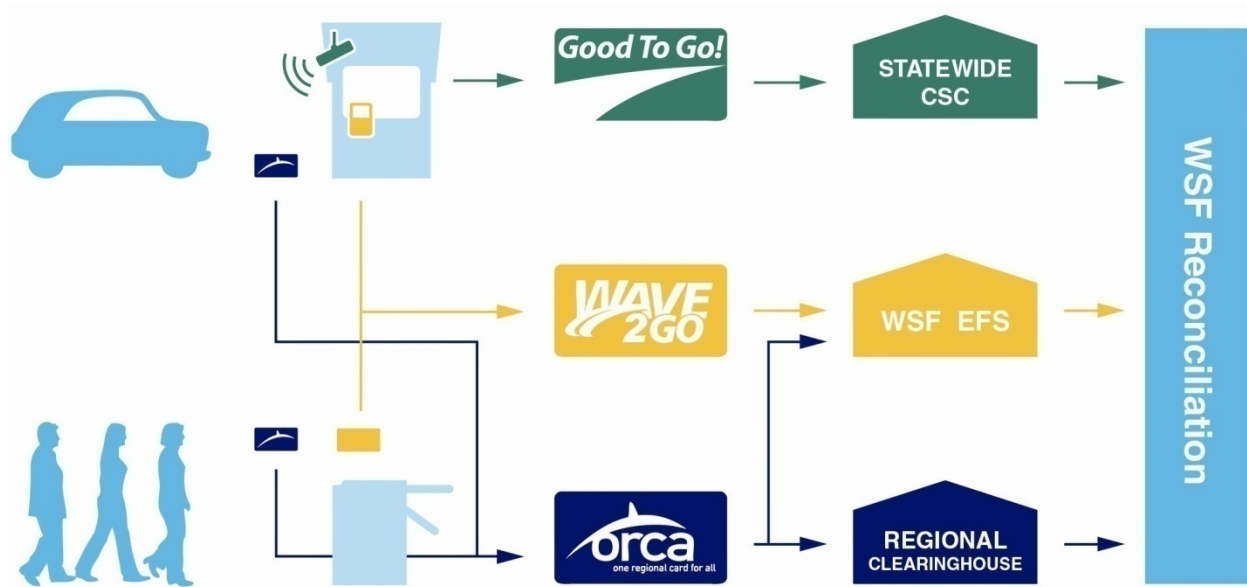 Good To Go!
STATEWIDE
CSC
WAVE
2GO
WSF EFS
orca
one regional card for all
REGIONAL
CLEARINGHOUSE
WSF Reconciliation